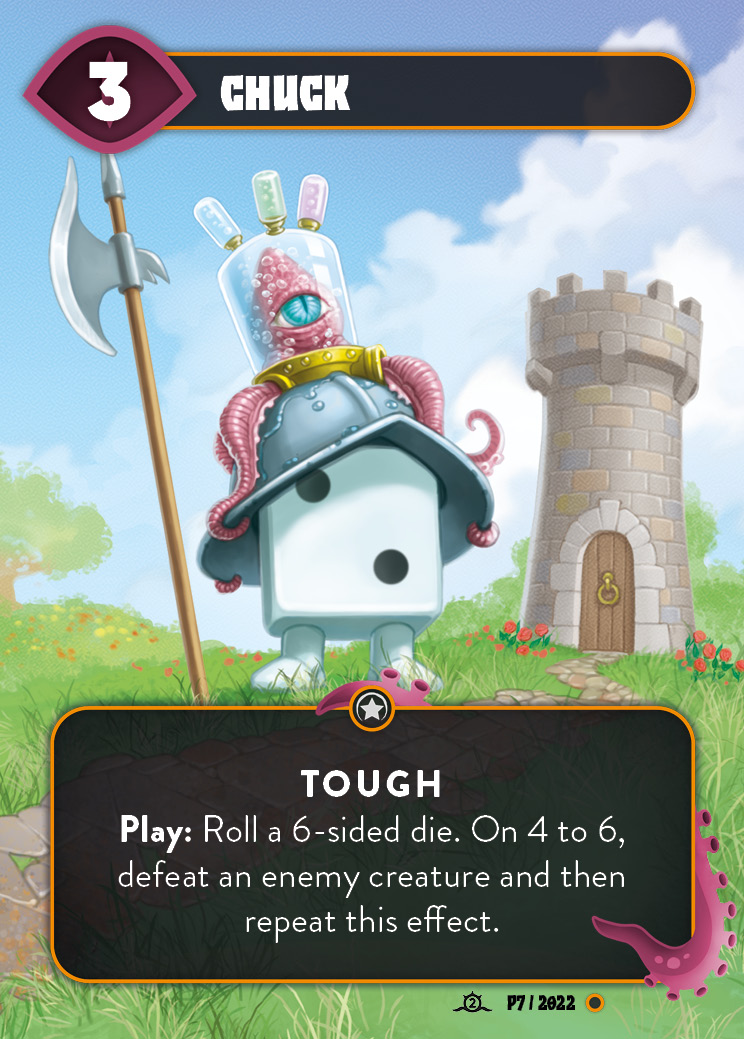 3 CHUCK
TOUGH
Play: Roll a 6-sided die. On 4 to 6,
defeat an enemy creature and then
repeat this effect.
2 P7 / 2022